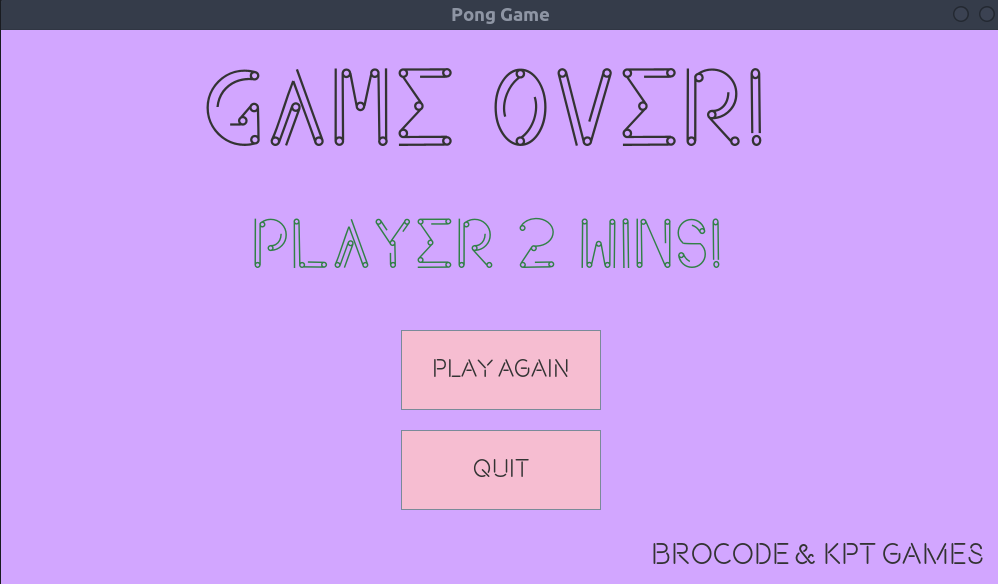 Pong Game
GAME OVER!
PLAYER 2 WINS!
PLAY AGAIN
QUIT
BROCODE & KPT GAMES